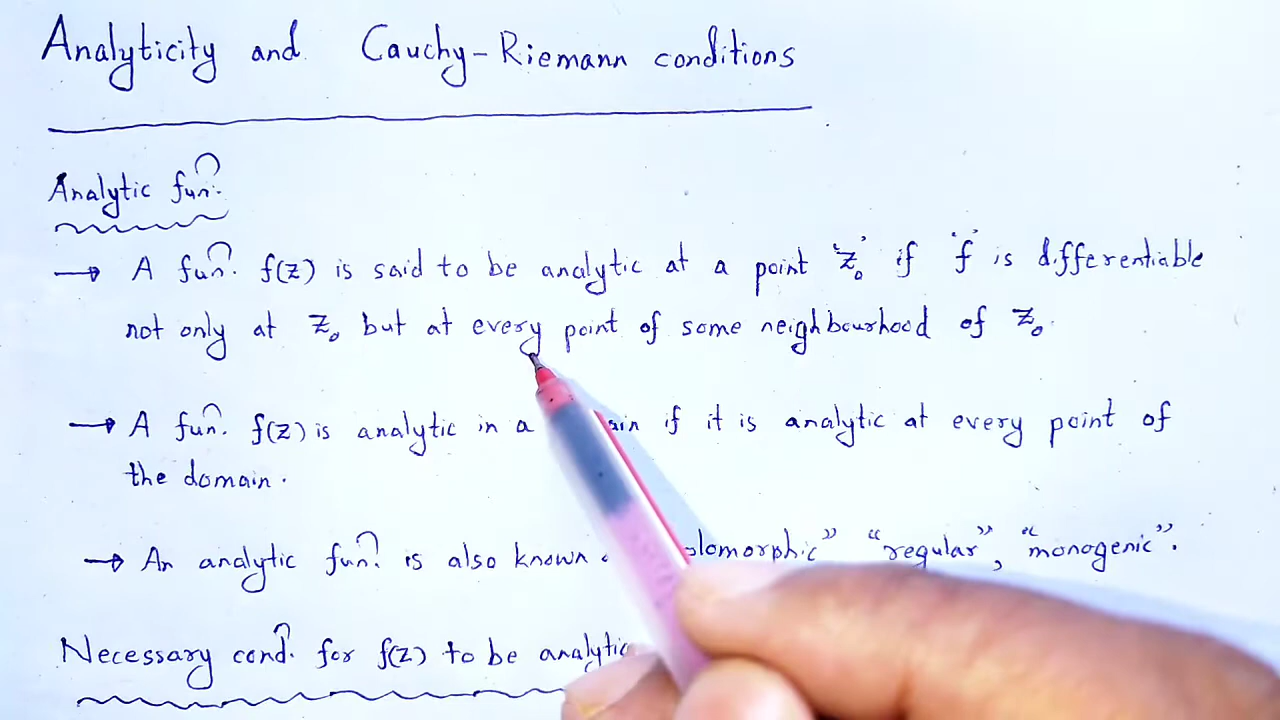 Analyticity and Cauchy-Riemann conditions
Analytic fun.
→ A fun. f(z) is said to be analytic at a point 'z₀' if 'f' is differentiable
not only at z₀ but at every point of some neighbourhood of z₀.
→ A fun. f(z) is analytic in a if it is analytic at every point of
the domain.
→ An analytic fun. is also known "regular", "monogenic".
Necessary cond. for f(z) to be analytic